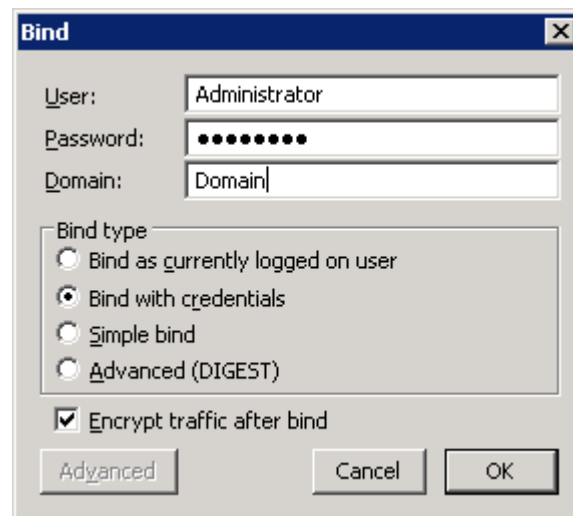 Bind
User: Administrator
Password: ●●●●●●●●
Domain: Domain
Bind type
Bind as currently logged on user
Bind with credentials
Simple bind
Advanced (DIGEST)
Encrypt traffic after bind
Advanced Cancel OK